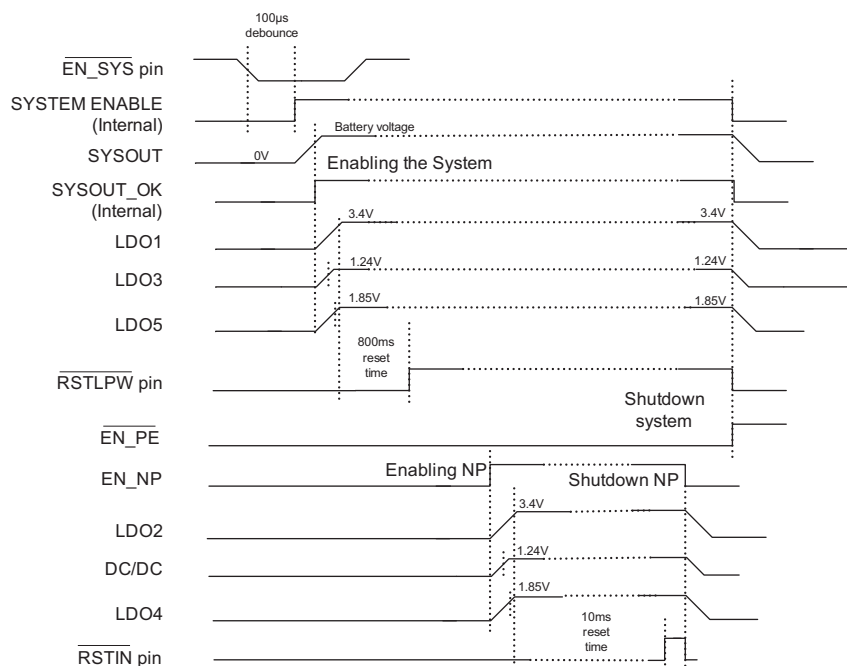 100μs
debounce
EN_SYS pin
SYSTEM ENABLE
(Internal)
Battery voltage
SYSOUT
0V
Enabling the System
SYSOUT_OK
(Internal)
3.4V
3.4V
LDO1
1.24V
1.24V
LDO3
1.85V
1.85V
LDO5
800ms
reset
time
RSTLPW pin
Shutdown
system
EN_PE
Enabling NP
Shutdown NP
EN_NP
3.4V
LDO2
1.24V
DC/DC
1.85V
LDO4
10ms
reset
time
RSTIN pin